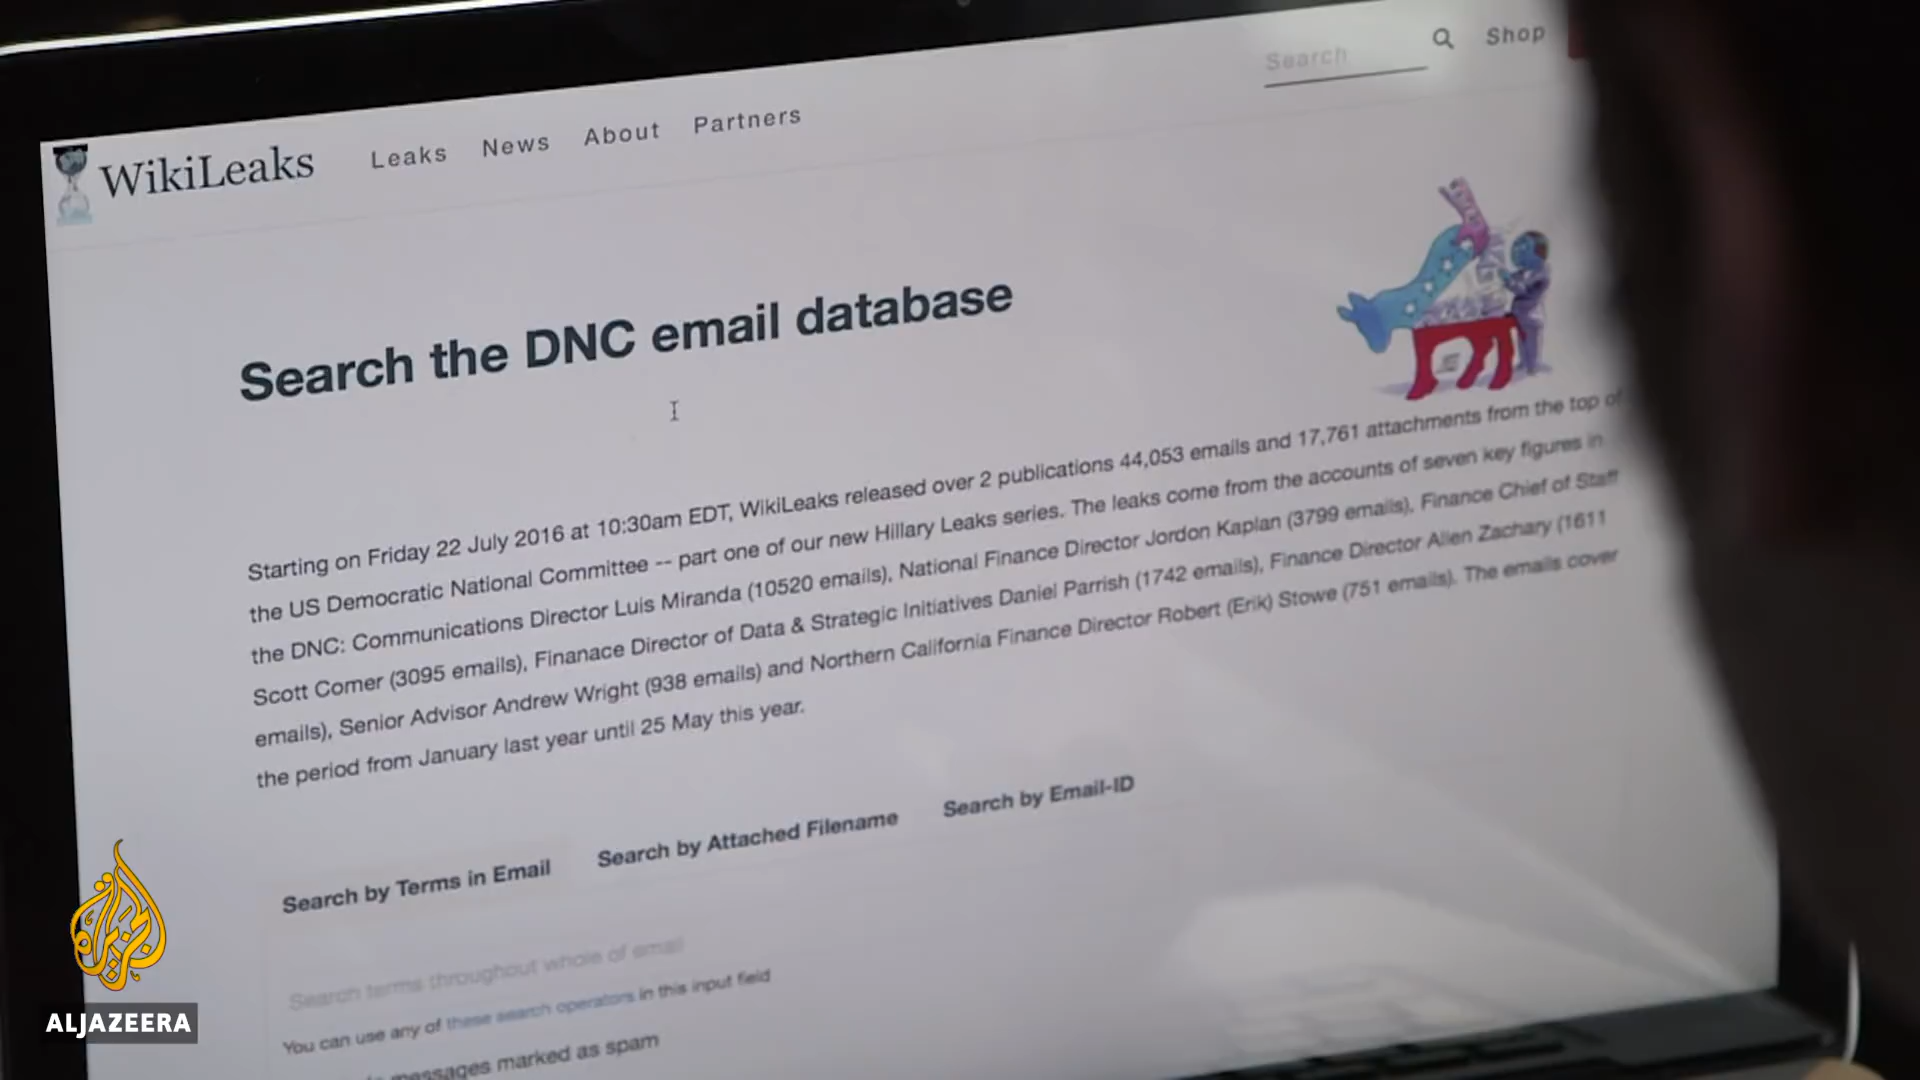 Search
Shop
WikiLeaks
Leaks News About Partners
Search the DNC email database
Starting on Friday 22 July 2016 at 10:30am EDT, WikiLeaks released over 2 publications 44,053 emails and 17,761 attachments from the top of
the US Democratic National Committee -- part one of our new Hillary Leaks series. The leaks come from the accounts of seven key figures in
the DNC: Communications Director Luis Miranda (10520 emails), National Finance Director Jordon Kaplan (3799 emails), Finance Chief of Staff
Scott Comer (3095 emails), Finanace Director of Data & Strategic Initiatives Daniel Parrish (1742 emails), Finance Director Allen Zachary (1611
emails), Senior Advisor Andrew Wright (938 emails) and Northern California Finance Director Robert (Erik) Stowe (751 emails). The emails cover
the period from January last year until 25 May this year.
Search by Terms in Email Search by Attached Filename Search by Email-ID
Search terms throughout whole of email
You can use any of these search operators in this input field
messages marked as spam
الجزيرة
ALJAZEERA